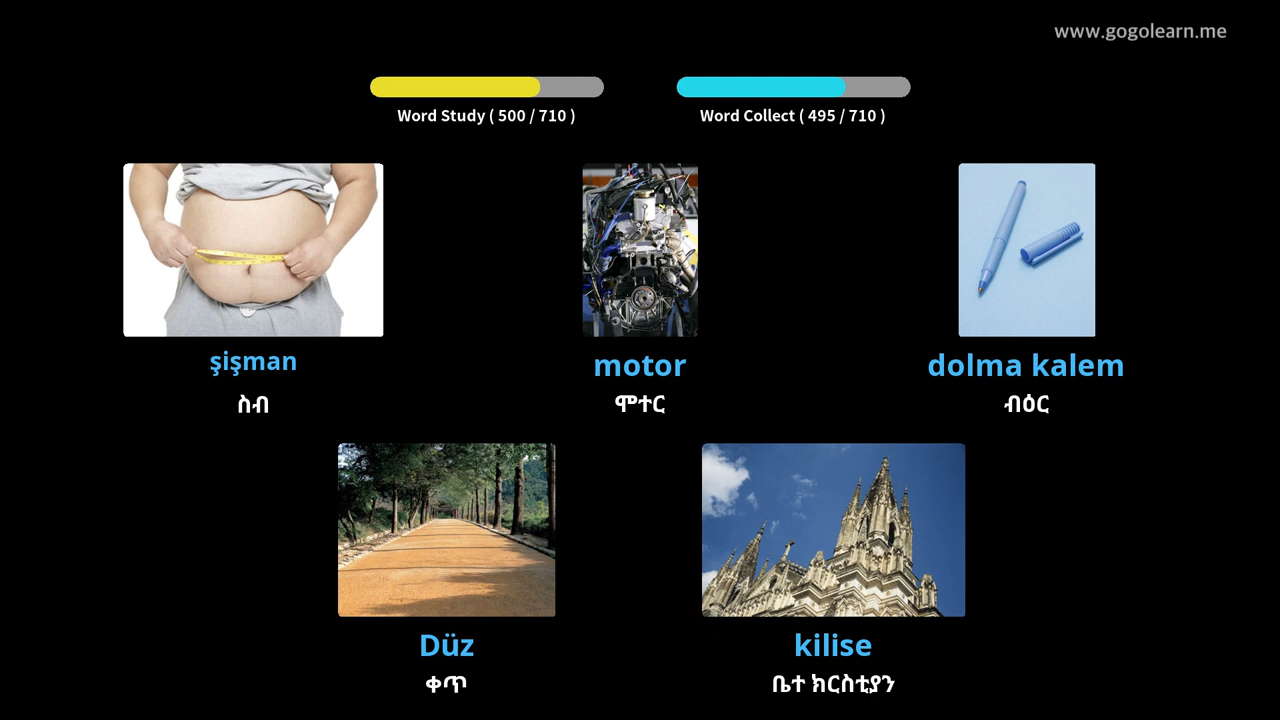 www.gogolearn.me
Word Study ( 500 / 710 )
Word Collect ( 495 / 710 )
şişman
ስብ
motor
ሞተር
dolma kalem
ብዕር
Düz
ቀጥ
kilise
ቤተ ክርስቲያን